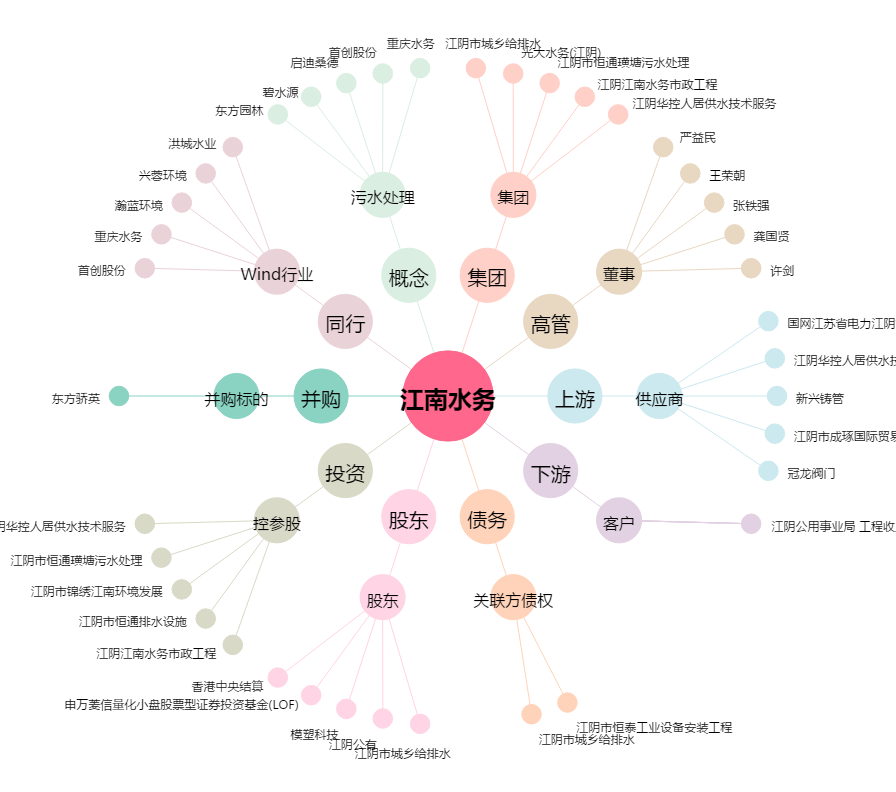 江阴市城乡给排水
重庆水务
首创股份
光大水务(江阴)
启迪桑德
江阴市恒通璜塘污水处理
碧水源
江阴江南水务市政工程
东方园林
江阴华控人居供水技术服务
洪城水业
严益民
兴蓉环境
王荣朝
瀚蓝环境
张铁强
重庆水务
龚国贤
首创股份
许剑
污水处理
集团
Wind行业
概念
集团
董事
同行
高管
国网江苏省电力江阴
江阴华控人居供水技
东方骄英
并购标的
并购
江南水务
上游
供应商
新兴铸管
江阴市成琢国际贸易
投资
下游
冠龙阀门
控参股
股东
债务
客户
江阴公用事业局 工程收
阴华控人居供水技术服务
江阴市恒通璜塘污水处理
江阴市锦绣江南环境发展
江阴市恒通排水设施
江阴江南水务市政工程
股东
关联方债权
香港中央结算
申万菱信量化小盘股票型证券投资基金(LOF)
模塑科技
江阴公有
江阴市城乡给排水
江阴市恒泰工业设备安装工程
江阴市城乡给排水